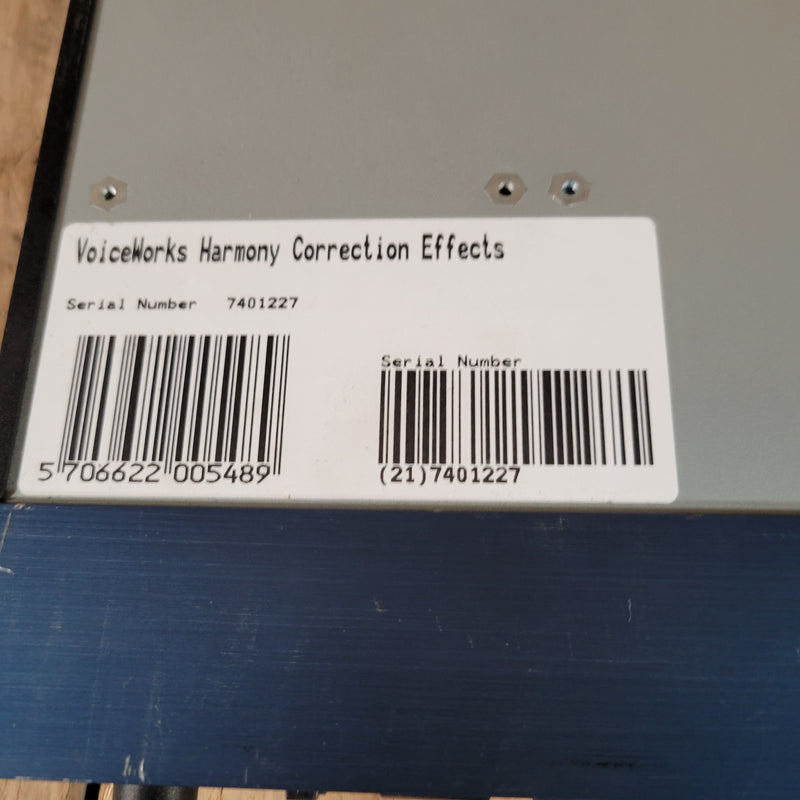 VoiceWorks Harmony Correction Effects
Serial Number 7401227
Serial Number
5 706622 005489
(21)7401227